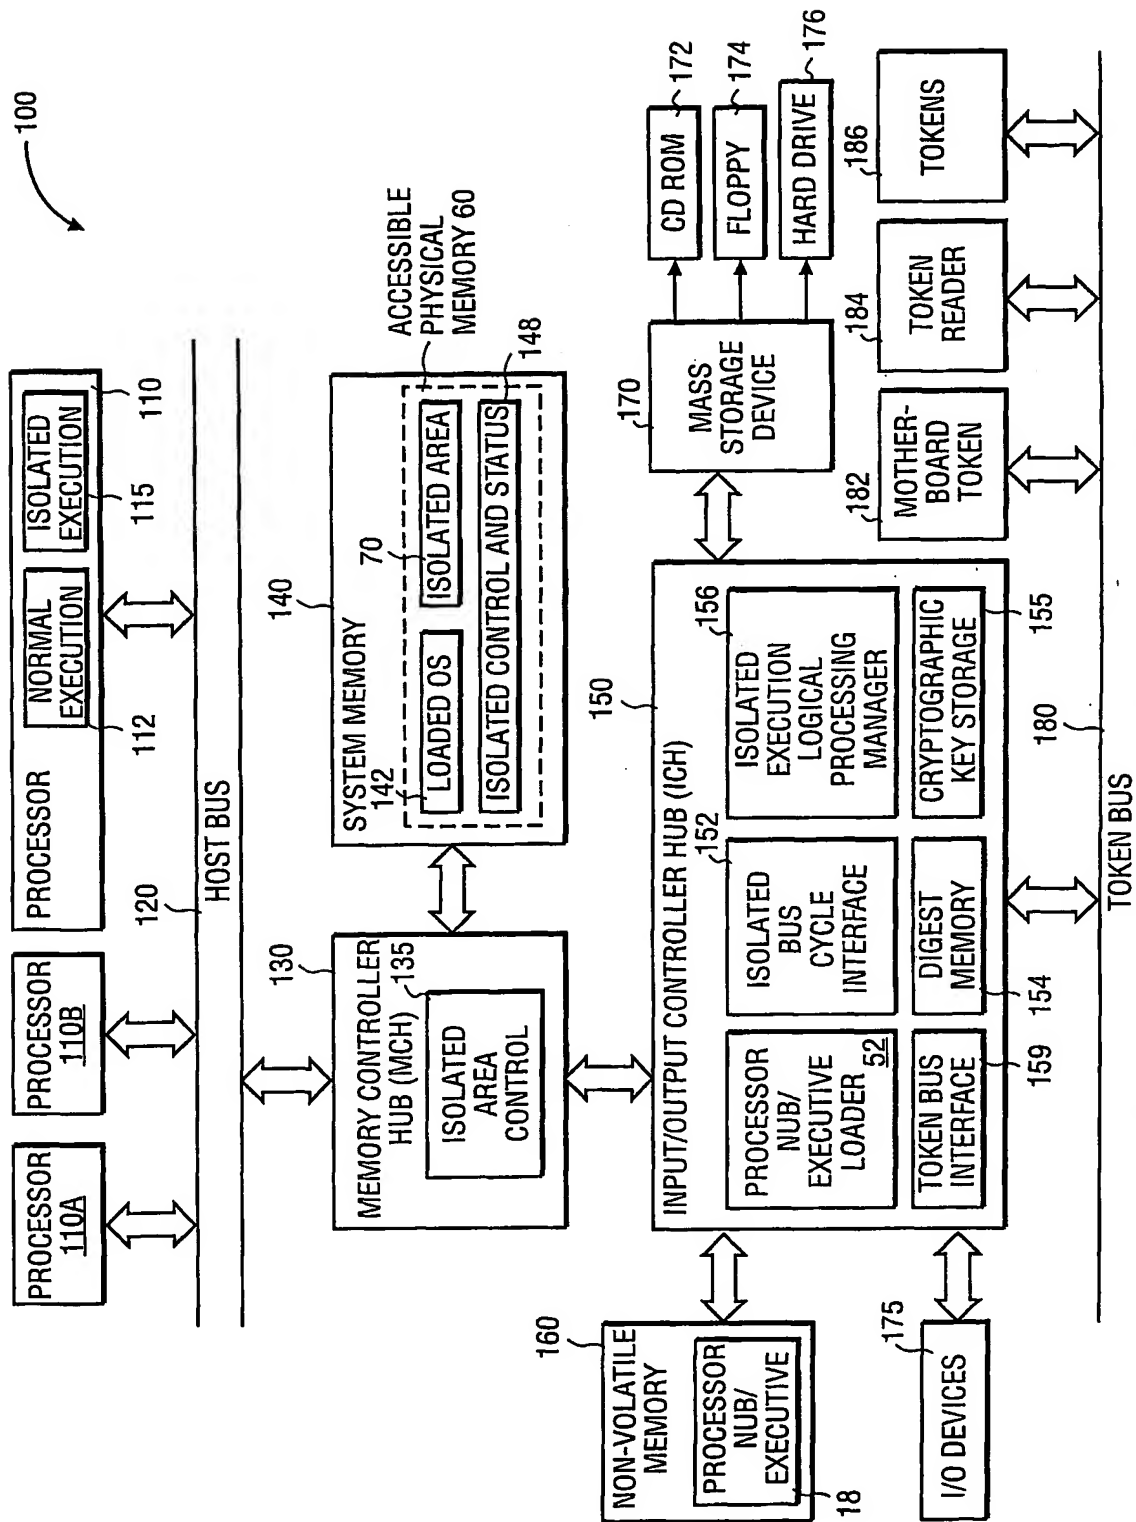 100
PROCESSOR
110A
PROCESSOR
110B
PROCESSOR
NORMAL
EXECUTION
112
ISOLATED
EXECUTION
115
110
120
HOST BUS
MEMORY CONTROLLER
HUB (MCH)
130
135
ISOLATED
AREA
CONTROL
SYSTEM MEMORY
140
142
LOADED OS
70
ISOLATED AREA
ISOLATED CONTROL AND STATUS
148
ACCESSIBLE
PHYSICAL
MEMORY 60
NON-VOLATILE
MEMORY
160
PROCESSOR
NUB/
EXECUTIVE
18
I/O DEVICES
175
INPUT/OUTPUT CONTROLLER HUB (ICH)
150
PROCESSOR
NUB/
EXECUTIVE
LOADER
52
152
ISOLATED
BUS
CYCLE
INTERFACE
156
ISOLATED
EXECUTION
LOGICAL
PROCESSING
MANAGER
TOKEN BUS
INTERFACE
159
DIGEST
MEMORY
154
CRYPTOGRAPHIC
KEY STORAGE
155
170
MASS
STORAGE
DEVICE
CD ROM
172
FLOPPY
174
HARD DRIVE
176
182
MOTHER-
BOARD
TOKEN
184
TOKEN
READER
186
TOKENS
180
TOKEN BUS